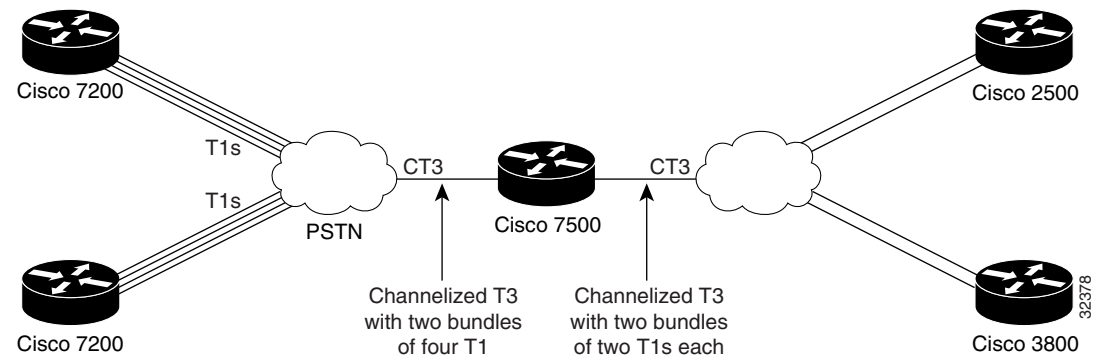 Cisco 7200
Cisco 2500
T1s
CT3
CT3
T1s
PSTN
Cisco 7500
Channelized T3
with two bundles
of four T1
Channelized T3
with two bundles
of two T1s each
Cisco 7200
Cisco 3800
32378